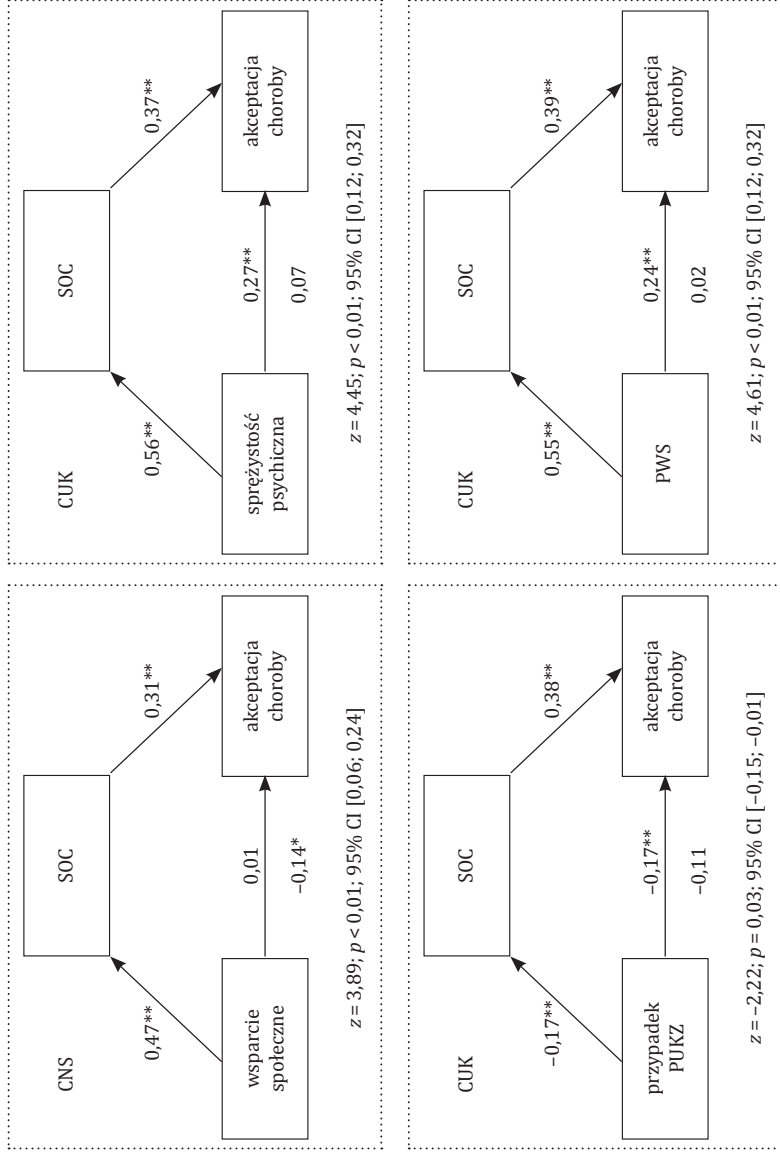 CNS
SOC
0,47**
0,31**
wsparcie
społeczne
0,01
−0,14*
akceptacja
choroby
z = 3,89; p < 0,01; 95% CI [0,06; 0,24]
CUK
SOC
0,56**
0,37**
sprężystość
psychiczna
0,27**
0,07
akceptacja
choroby
z = 4,45; p < 0,01; 95% CI [0,12; 0,32]
CUK
SOC
−0,17**
0,38**
przypadek
PUKZ
−0,17**
−0,11
akceptacja
choroby
z = −2,22; p = 0,03; 95% CI [−0,15; −0,01]
CUK
SOC
0,55**
0,39**
PWS
0,24**
0,02
akceptacja
choroby
z = 4,61; p < 0,01; 95% CI [0,12; 0,32]